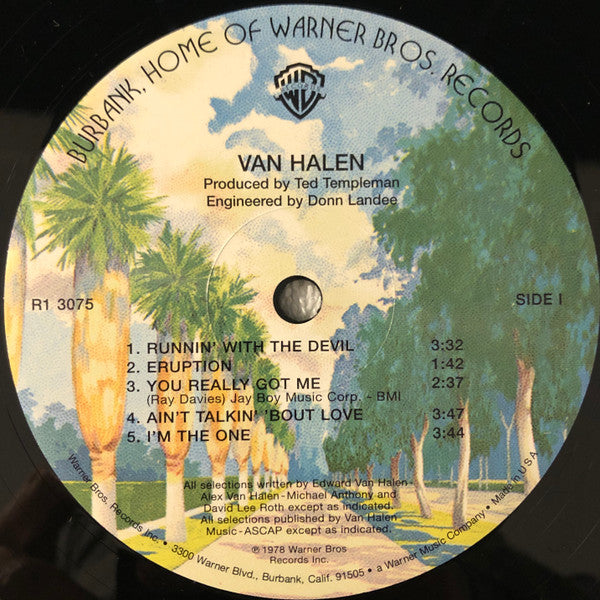 BURBANK, HOME OF WARNER BROS. RECORDS
VAN HALEN
Produced by Ted Templeman
Engineered by Donn Landee
R1 3075
SIDE I
1. RUNNIN' WITH THE DEVIL 3:32
2. ERUPTION 1:42
3. YOU REALLY GOT ME 2:37
(Ray Davies) Jay Boy Music Corp. - BMI
4. AIN'T TALKIN' 'BOUT LOVE 3:47
5. I'M THE ONE 3:44
All selections written by Edward Van Halen-
Alex Van Halen-Michael Anthony and
David Lee Roth except as indicated.
All selections published by Van Halen
Music-ASCAP except as indicated.
℗ 1978 Warner Bros
Records Inc.
Warner Bros. Records Inc. • 3300 Warner Blvd., Burbank, Calif. 91505 • a Warner Music Company • Made in U.S.A.